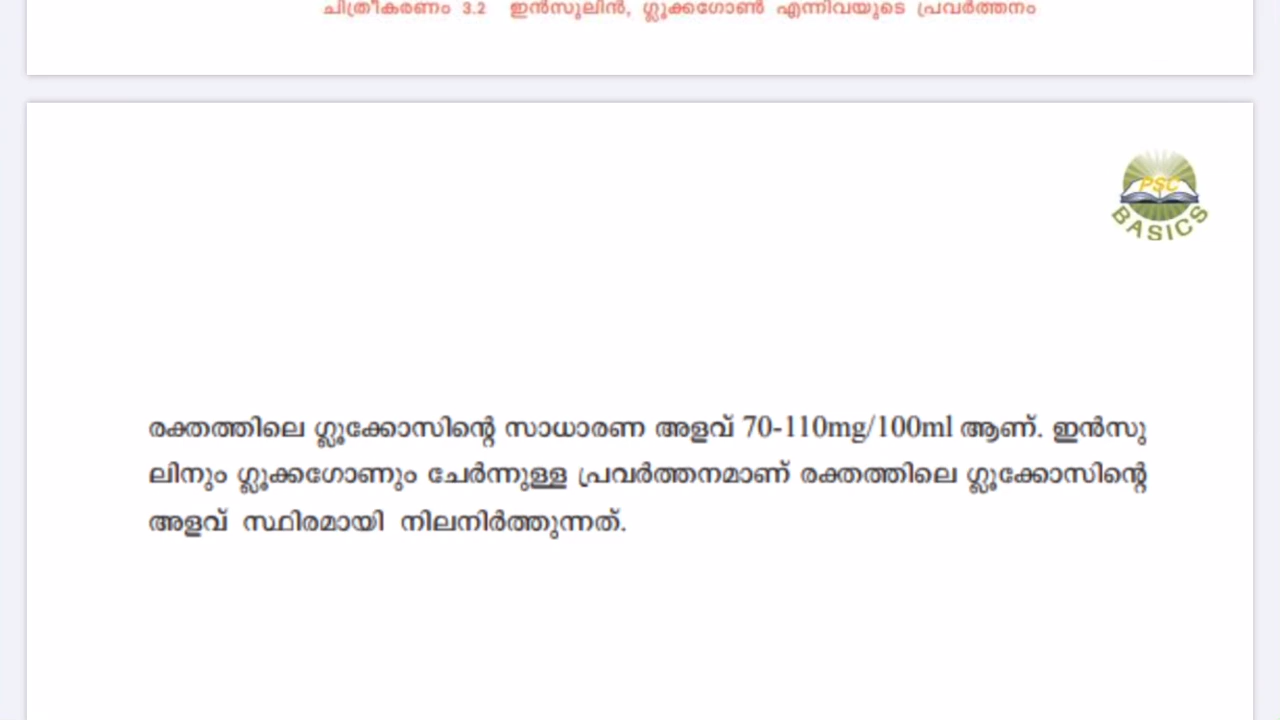 ചിത്രീകരണം 3.2 ഇൻസുലിൻ, ഗ്ലൂക്കഗോൺ എന്നിവയുടെ പ്രവർത്തനം
PSC
BASICS
രക്തത്തിലെ ഗ്ലൂക്കോസിന്റെ സാധാരണ അളവ് 70-110mg/100ml ആണ്. ഇൻസു
ലിനും ഗ്ലൂക്കഗോണും ചേർന്നുള്ള പ്രവർത്തനമാണ് രക്തത്തിലെ ഗ്ലൂക്കോസിന്റെ
അളവ് സ്ഥിരമായി നിലനിർത്തുന്നത്.